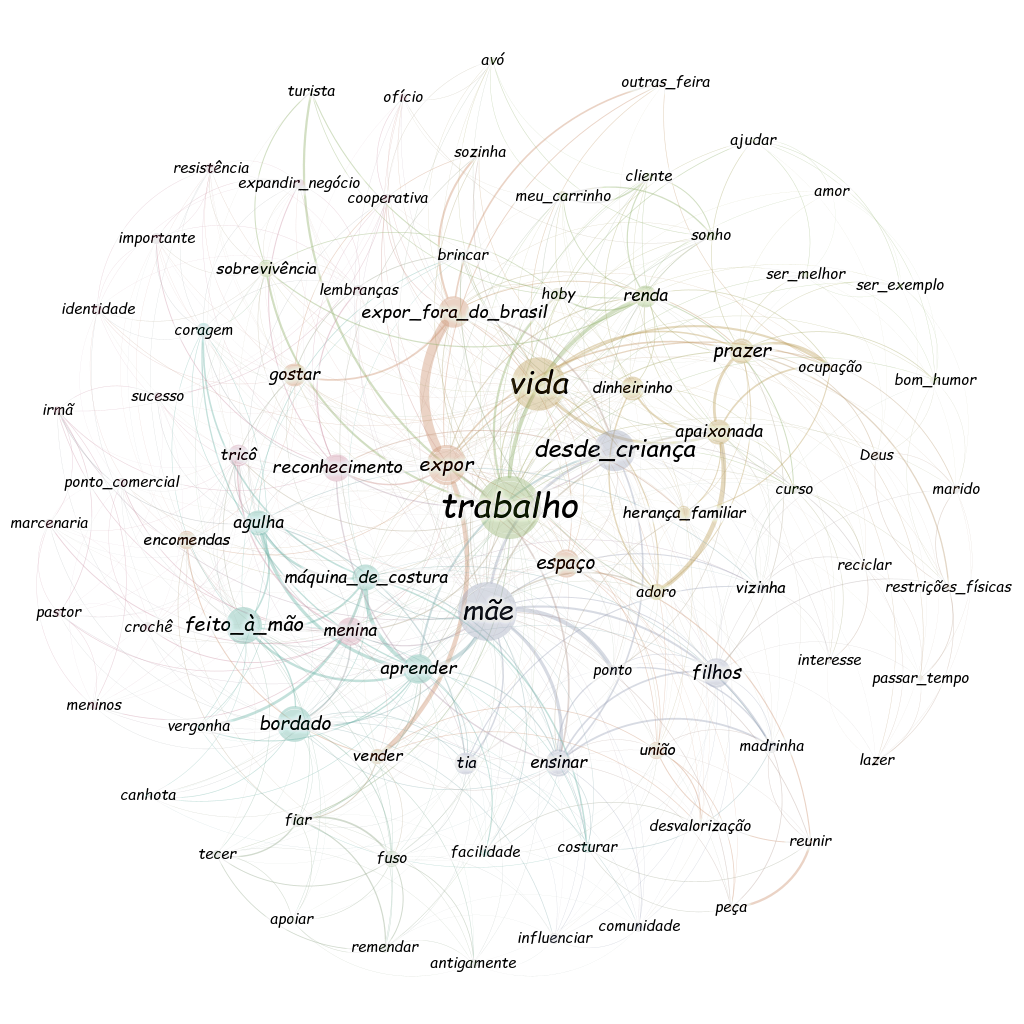 avó
outras_feira
turista
ofício
ajudar
sozinha
resistência
cliente
expandir_negócio
amor
meu_carrinho
cooperativa
sonho
importante
brincar
sobrevivência
ser_melhor
ser_exemplo
lembranças
hoby
renda
identidade
expor_fora_do_brasil
coragem
prazer
ocupação
gostar
bom_humor
vida
dinheirinho
sucesso
irmã
apaixonada
desde_criança
tricô
Deus
reconhecimento
expor
ponto_comercial
curso
marido
trabalho
herança_familiar
marcenaria
agulha
encomendas
espaço
reciclar
máquina_de_costura
vizinha
restrições_físicas
adoro
mãe
pastor
crochê
feito_à_mão
menina
interesse
aprender
ponto
filhos
passar_tempo
meninos
bordado
vergonha
madrinha
união
vender
tia
ensinar
lazer
canhota
fiar
desvalorização
reunir
costurar
facilidade
tecer
fuso
peça
apoiar
comunidade
influenciar
remendar
antigamente